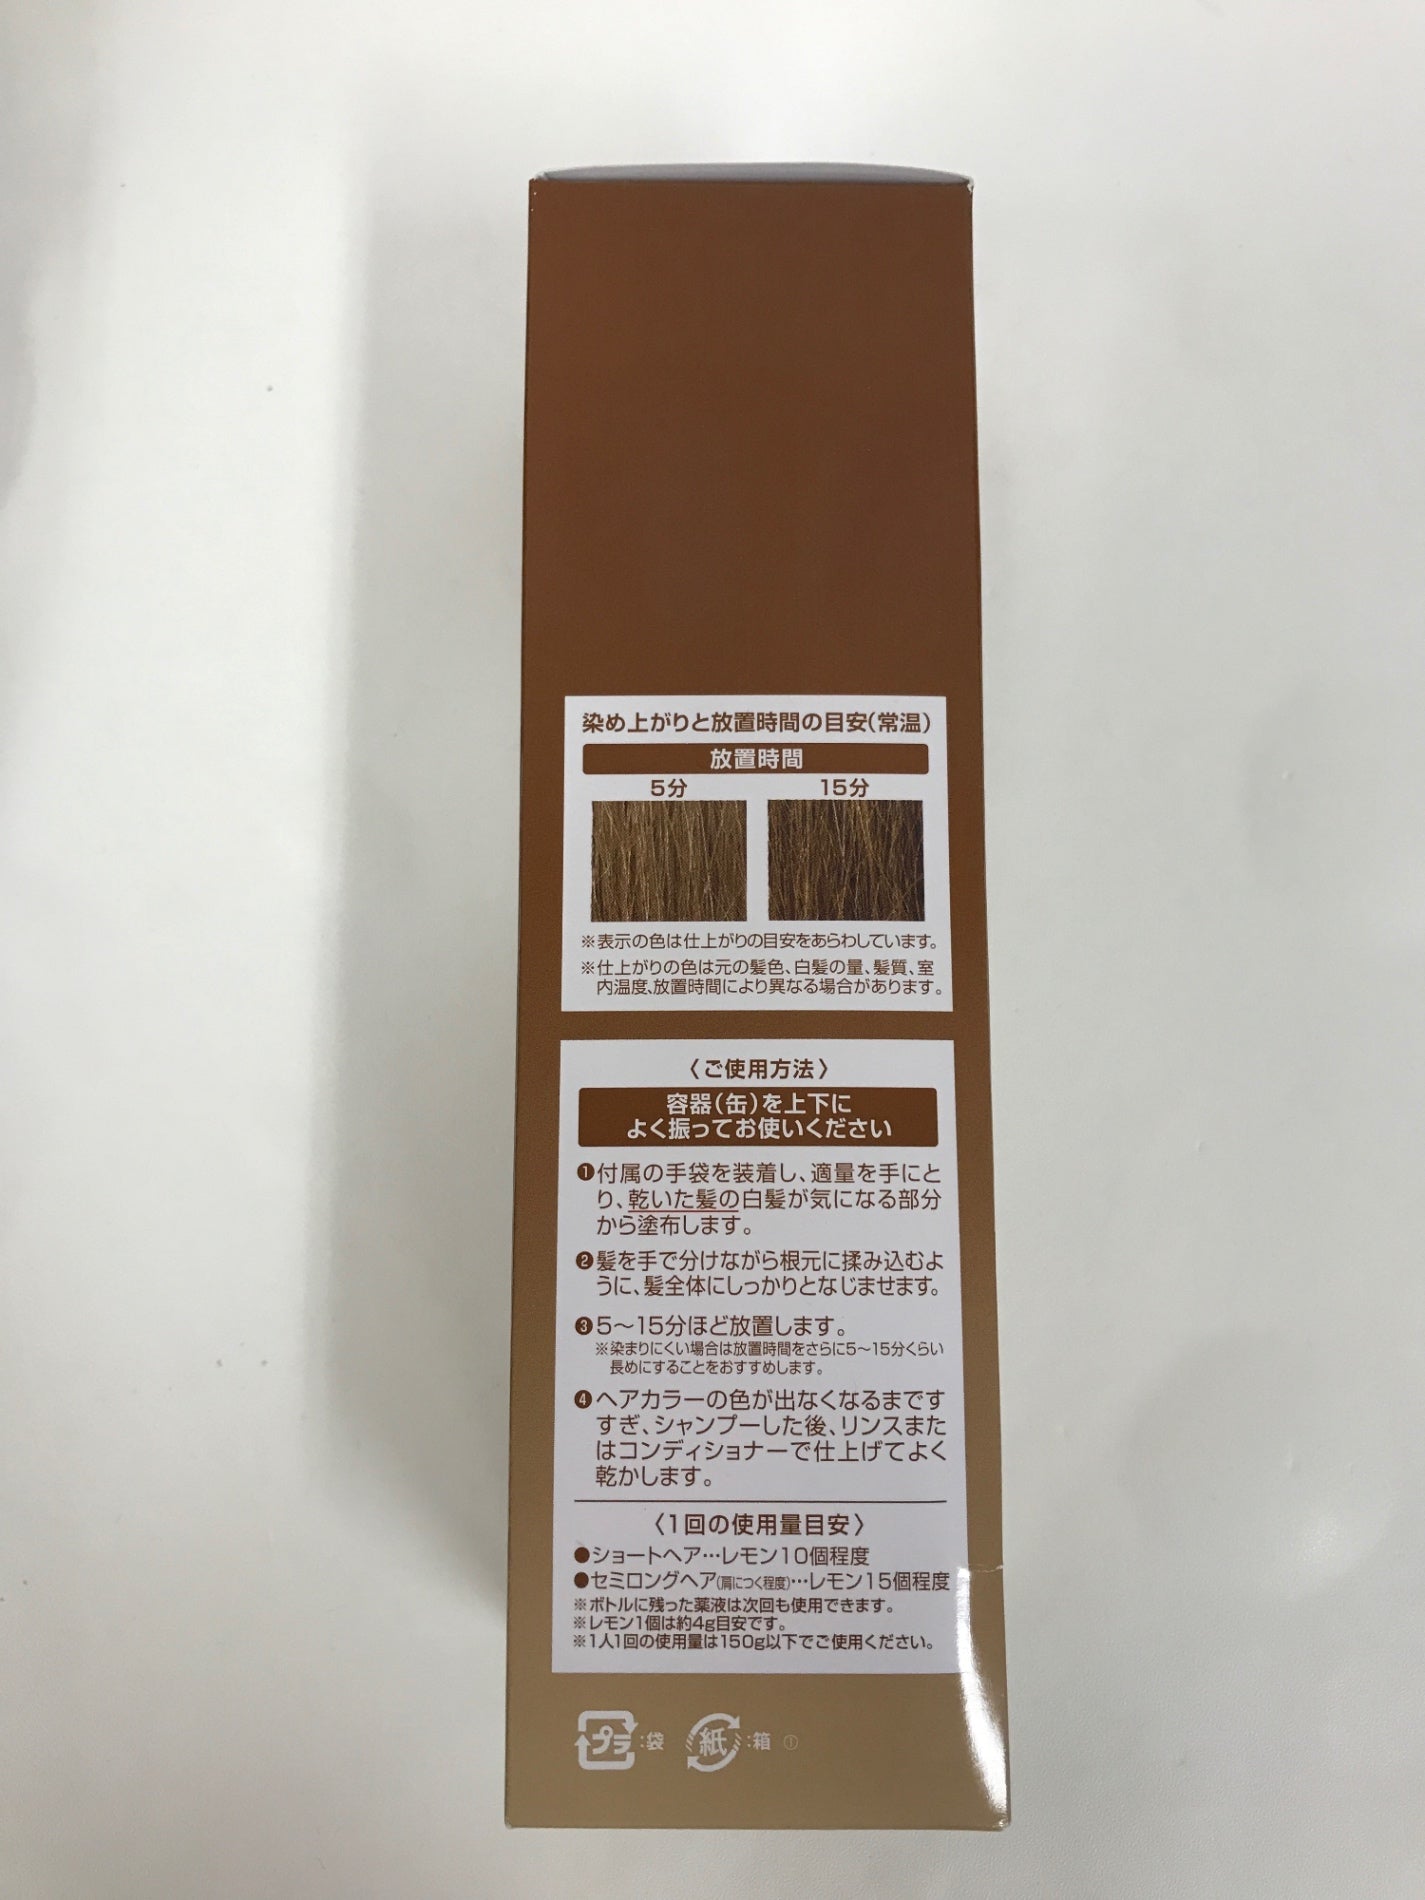 染め上がりと放置時間の目安(常温)
放置時間
5分 15分
※表示の色は仕上がりの目安をあらわしています。
※仕上がりの色は元の髪色、白髪の量、髪質、室
内温度、放置時間により異なる場合があります。
〈ご使用方法〉
容器(缶)を上下に
よく振ってお使いください
❶付属の手袋を装着し、適量を手にと
り、乾いた髪の白髪が気になる部分
から塗布します。
❷髪を手で分けながら根元に揉み込むよ
うに、髪全体にしっかりとなじませます。
❸5〜15分ほど放置します。
※染まりにくい場合は放置時間をさらに5〜15分くらい
長めにすることをおすすめします。
❹ヘアカラーの色が出なくなるまです
すぎ、シャンプーした後、リンスまた
はコンディショナーで仕上げてよく
乾かします。
〈1回の使用量目安〉
●ショートヘア…レモン10個程度
●セミロングヘア(肩につく程度)…レモン15個程度
※ボトルに残った薬液は次回も使用できます。
※レモン1個は約4g目安です。
※1人1回の使用量は150g以下でご使用ください。
プラ:袋 紙:箱 ①